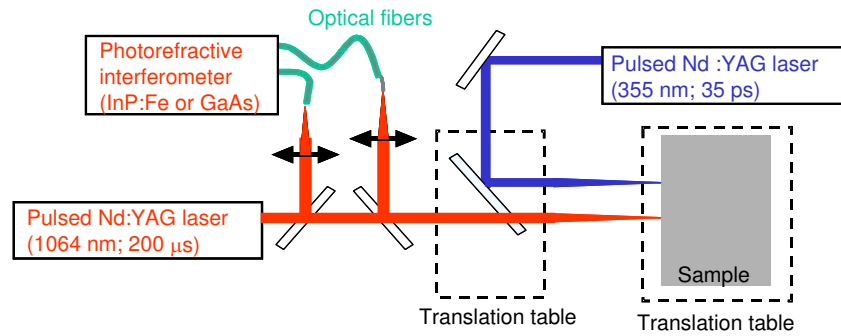 Optical fibers
Photorefractive
interferometer
(InP:Fe or GaAs)
Pulsed Nd :YAG laser
(355 nm; 35 ps)
Pulsed Nd:YAG laser
(1064 nm; 200 μs)
Sample
Translation table
Translation table